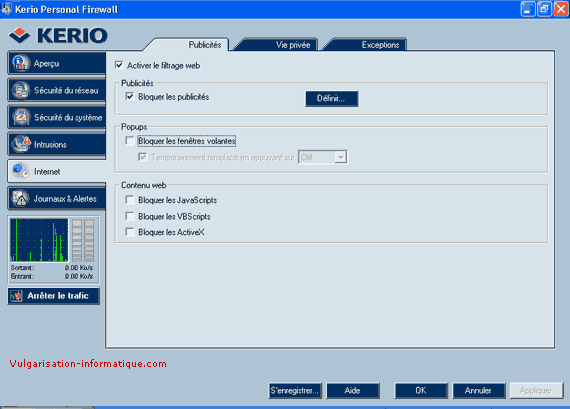 Kerio Personal Firewall
KERIO
Publicités
Vie privée
Exceptions
Aperçu
Sécurité du réseau
Sécurité du système
Intrusions
Internet
Journaux & Alertes
Sortant: 0.00 Ko/s
Entrant: 0.00 Ko/s
Arrêter le trafic
Activer le filtrage web
Publicités
Bloquer les publicités
Définir...
Popups
Bloquer les fenêtres volantes
Temporairement remplacé en appuyant sur Ctrl
Contenu web
Bloquer les JavaScripts
Bloquer les VBScripts
Bloquer les ActiveX
Vulgarisation-informatique.com
S'enregistrer...
Aide
OK
Annuler
Appliquer